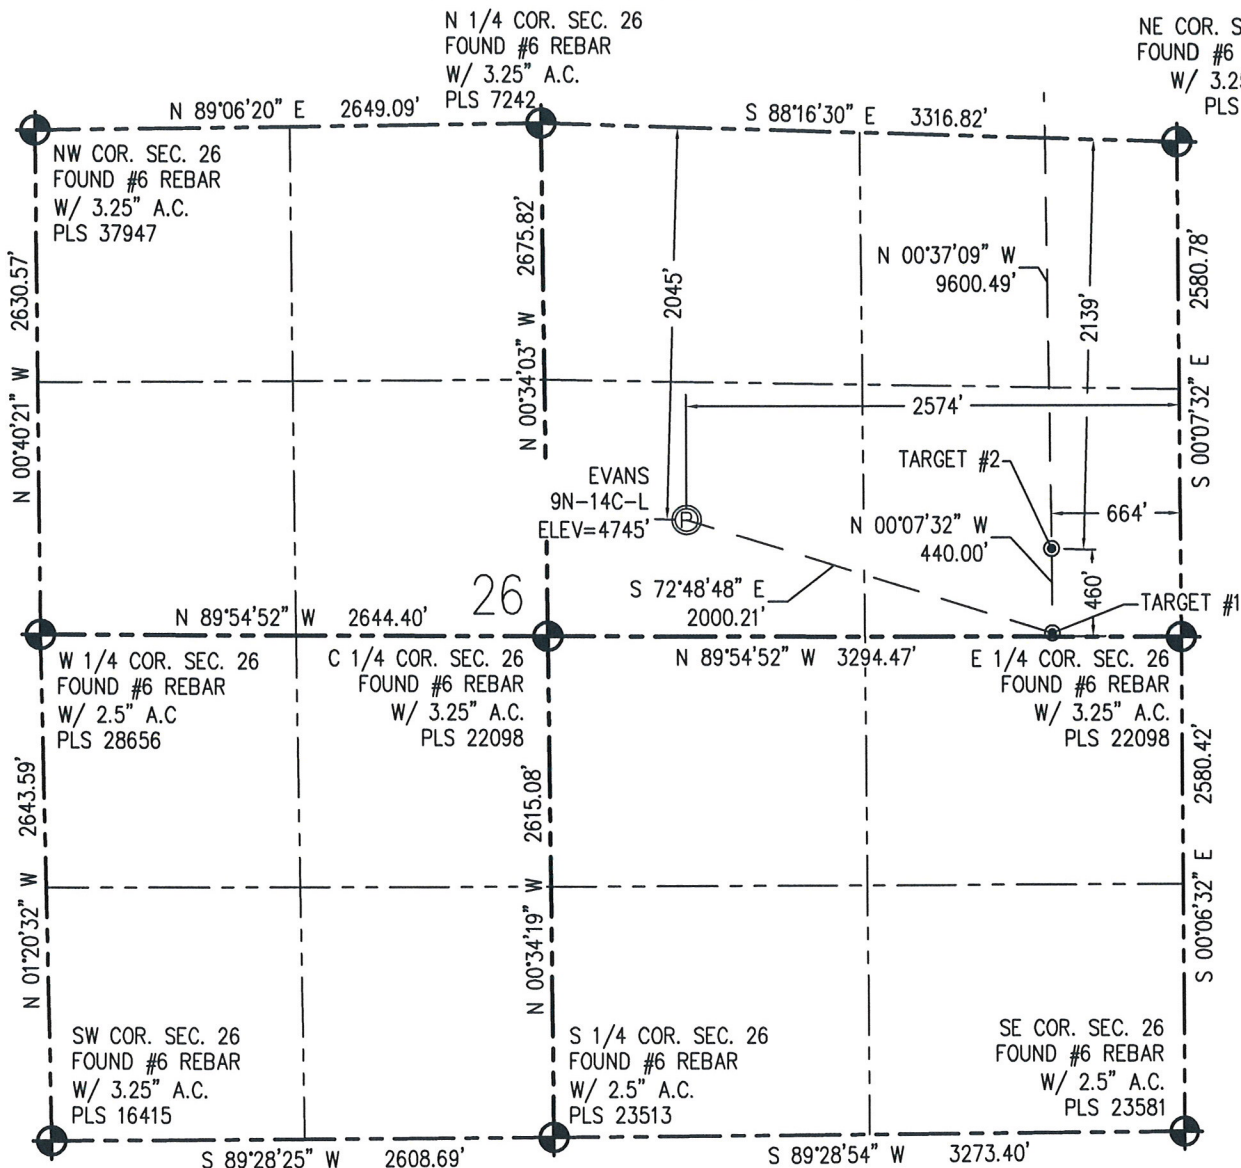 N 1/4 COR. SEC. 26
FOUND #6 REBAR
W/ 3.25" A.C.
PLS 7242
NE COR. S
FOUND #6
W/ 3.25
PLS
N 89°06'20" E 2649.09'
S 88°16'30" E 3316.82'
NW COR. SEC. 26
FOUND #6 REBAR
W/ 3.25" A.C.
PLS 37947
N 00°40'21" W 2630.57'
N 00°34'03" W 2675.82'
2045'
N 00°37'09" W
9600.49'
2139'
S 00°07'32" E 2580.78'
2574'
TARGET #2
EVANS
9N-14C-L
ELEV=4745'
P
664'
N 00°07'32" W
440.00'
460'
S 72°48'48" E
2000.21'
TARGET #1
26
N 89°54'52" W 2644.40'
N 89°54'52" W 3294.47'
W 1/4 COR. SEC. 26
FOUND #6 REBAR
W/ 2.5" A.C
PLS 28656
C 1/4 COR. SEC. 26
FOUND #6 REBAR
W/ 3.25" A.C.
PLS 22098
E 1/4 COR. SEC. 26
FOUND #6 REBAR
W/ 3.25" A.C.
PLS 22098
N 01°20'32" W 2643.59'
N 00°34'19" W 2615.08'
S 00°06'32" E 2580.42'
SW COR. SEC. 26
FOUND #6 REBAR
W/ 3.25" A.C.
PLS 16415
S 1/4 COR. SEC. 26
FOUND #6 REBAR
W/ 2.5" A.C.
PLS 23513
SE COR. SEC. 26
FOUND #6 REBAR
W/ 2.5" A.C.
PLS 23581
S 89°28'25" W 2608.69'
S 89°28'54" W 3273.40'